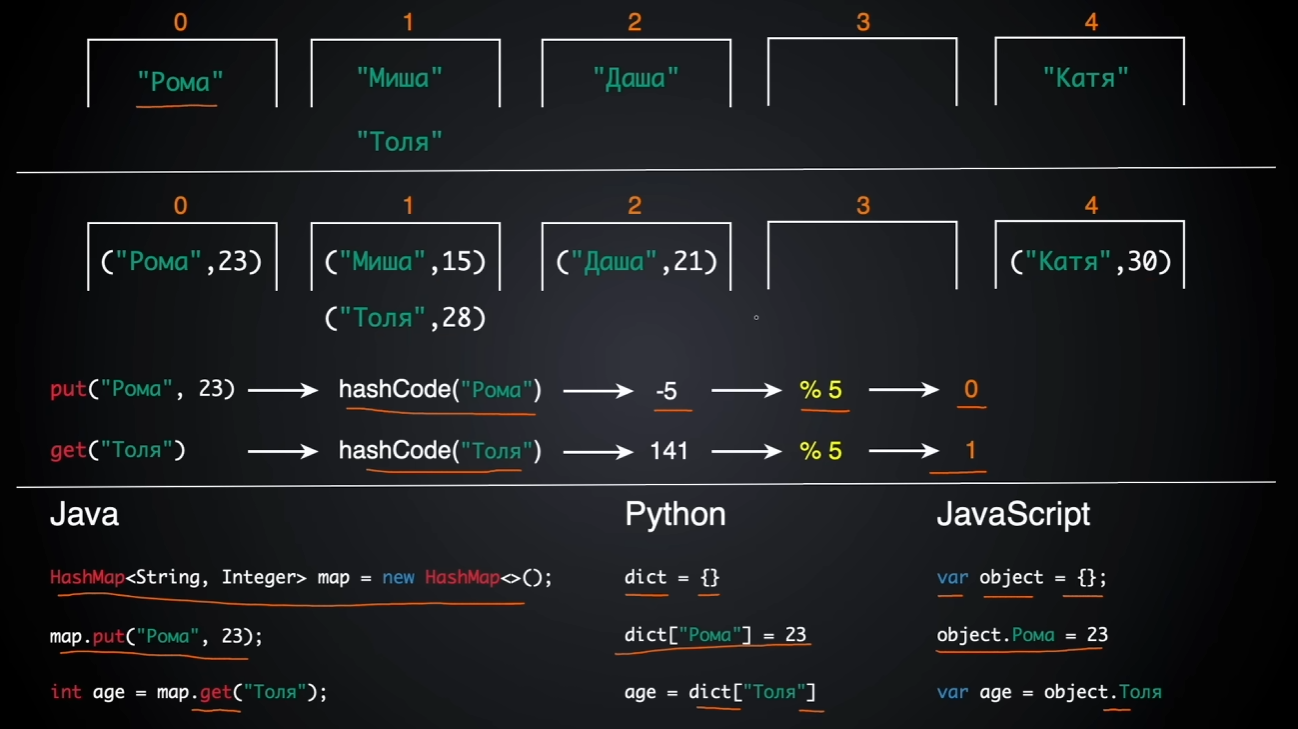 0 1 2 3 4
"Рома" "Миша" "Даша" "Катя"
"Толя"
0 1 2 3 4
("Рома",23) ("Миша",15) ("Даша",21) ("Катя",30)
("Толя",28)
put("Рома", 23) hashCode("Рома") -5 % 5 0
get("Толя") hashCode("Толя") 141 % 5 1
Java Python JavaScript
HashMap<String, Integer> map = new HashMap<>(); dict = {} var object = {};
map.put("Рома", 23); dict["Рома"] = 23 object.Рома = 23
int age = map.get("Толя"); age = dict["Толя"] var age = object.Толя